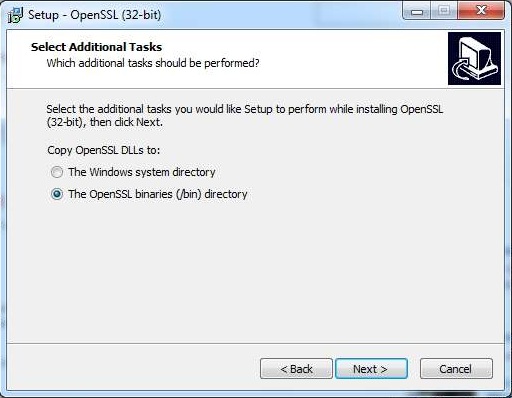 Setup - OpenSSL (32-bit)
Select Additional Tasks
Which additional tasks should be performed?
Select the additional tasks you would like Setup to perform while installing OpenSSL
(32-bit), then click Next.
Copy OpenSSL DLLs to:
The Windows system directory
The OpenSSL binaries (/bin) directory
< Back
Next >
Cancel